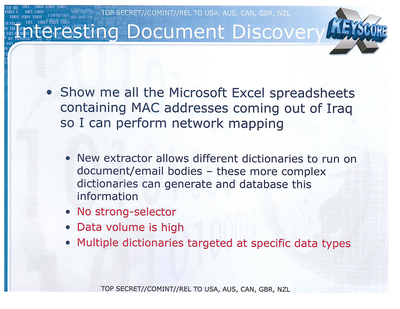 TOP SECRET//COMINT//REL TO USA, AUS, CAN, GBR, NZL
Interesting Document Discovery
X
KEYSCORE
• Show me all the Microsoft Excel spreadsheets
containing MAC addresses coming out of Iraq
so I can perform network mapping
• New extractor allows different dictionaries to run on
document/email bodies – these more complex
dictionaries can generate and database this
information
• No strong-selector
• Data volume is high
• Multiple dictionaries targeted at specific data types
TOP SECRET//COMINT//REL TO USA, AUS, CAN, GBR, NZL